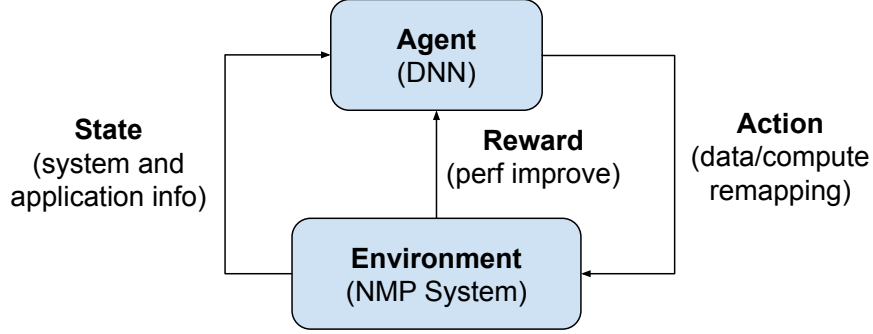 Agent
(DNN)
State
(system and
application info)
Reward
(perf improve)
Action
(data/compute
remapping)
Environment
(NMP System)